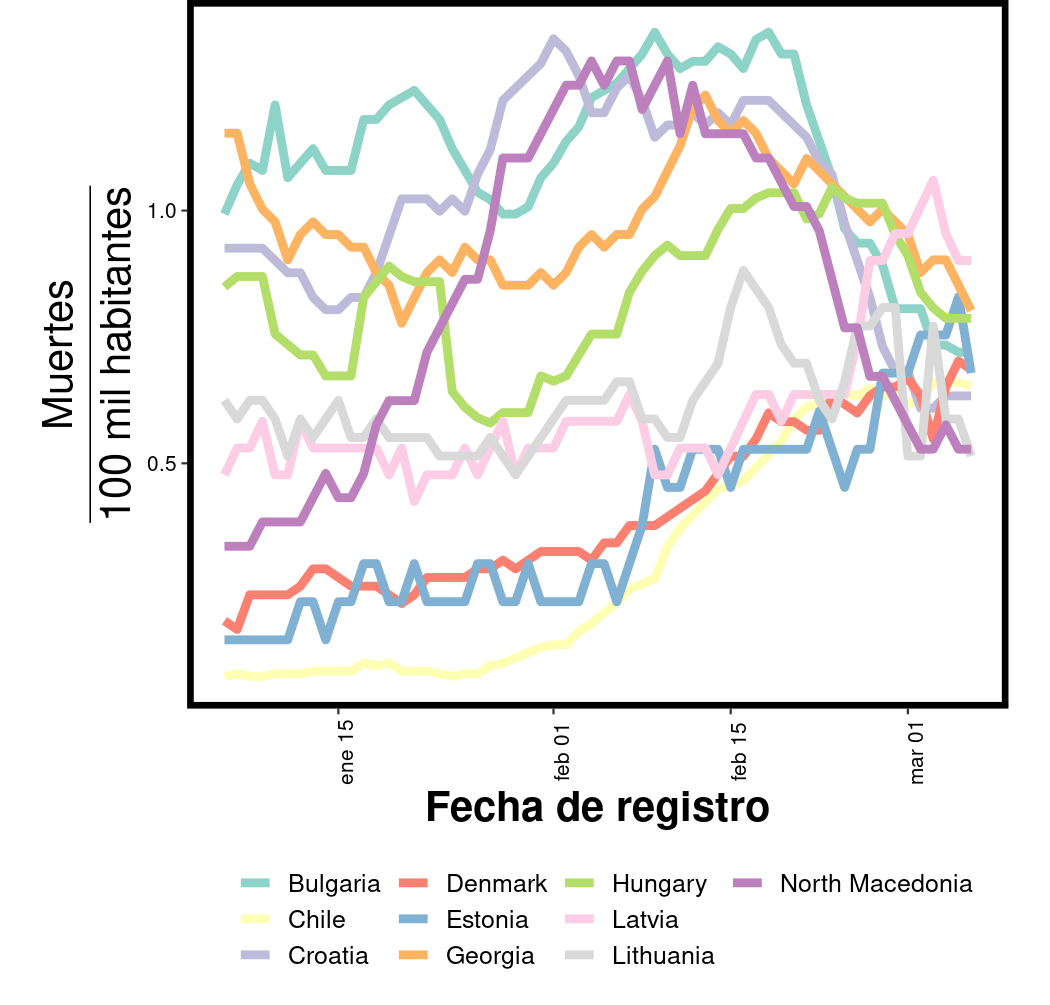 Muertes
100 mil habitantes
1.0
0.5
ene 15
feb 01
feb 15
mar 01
Fecha de registro
Bulgaria
Denmark
Hungary
North Macedonia
Chile
Estonia
Latvia
Croatia
Georgia
Lithuania